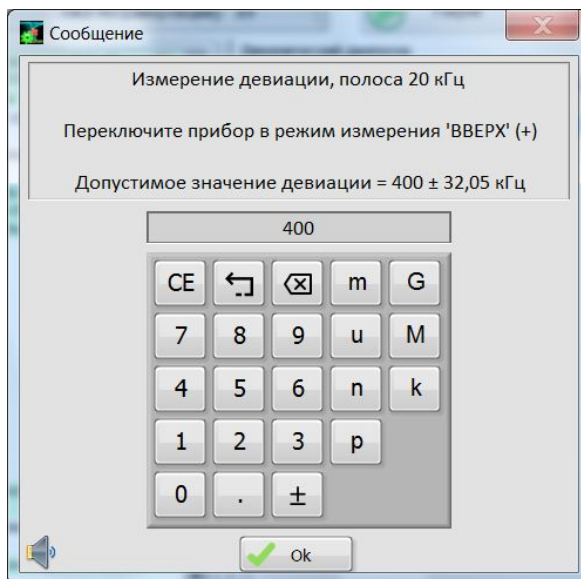 Сообщение
Измерение девиации, полоса 20 кГц
Переключите прибор в режим измерения 'ВВЕРХ' (+)
Допустимое значение девиации = 400 ± 32,05 кГц
400
CE m G
7 8 9 u M
4 5 6 n k
1 2 3 p
0 . ±
Ok